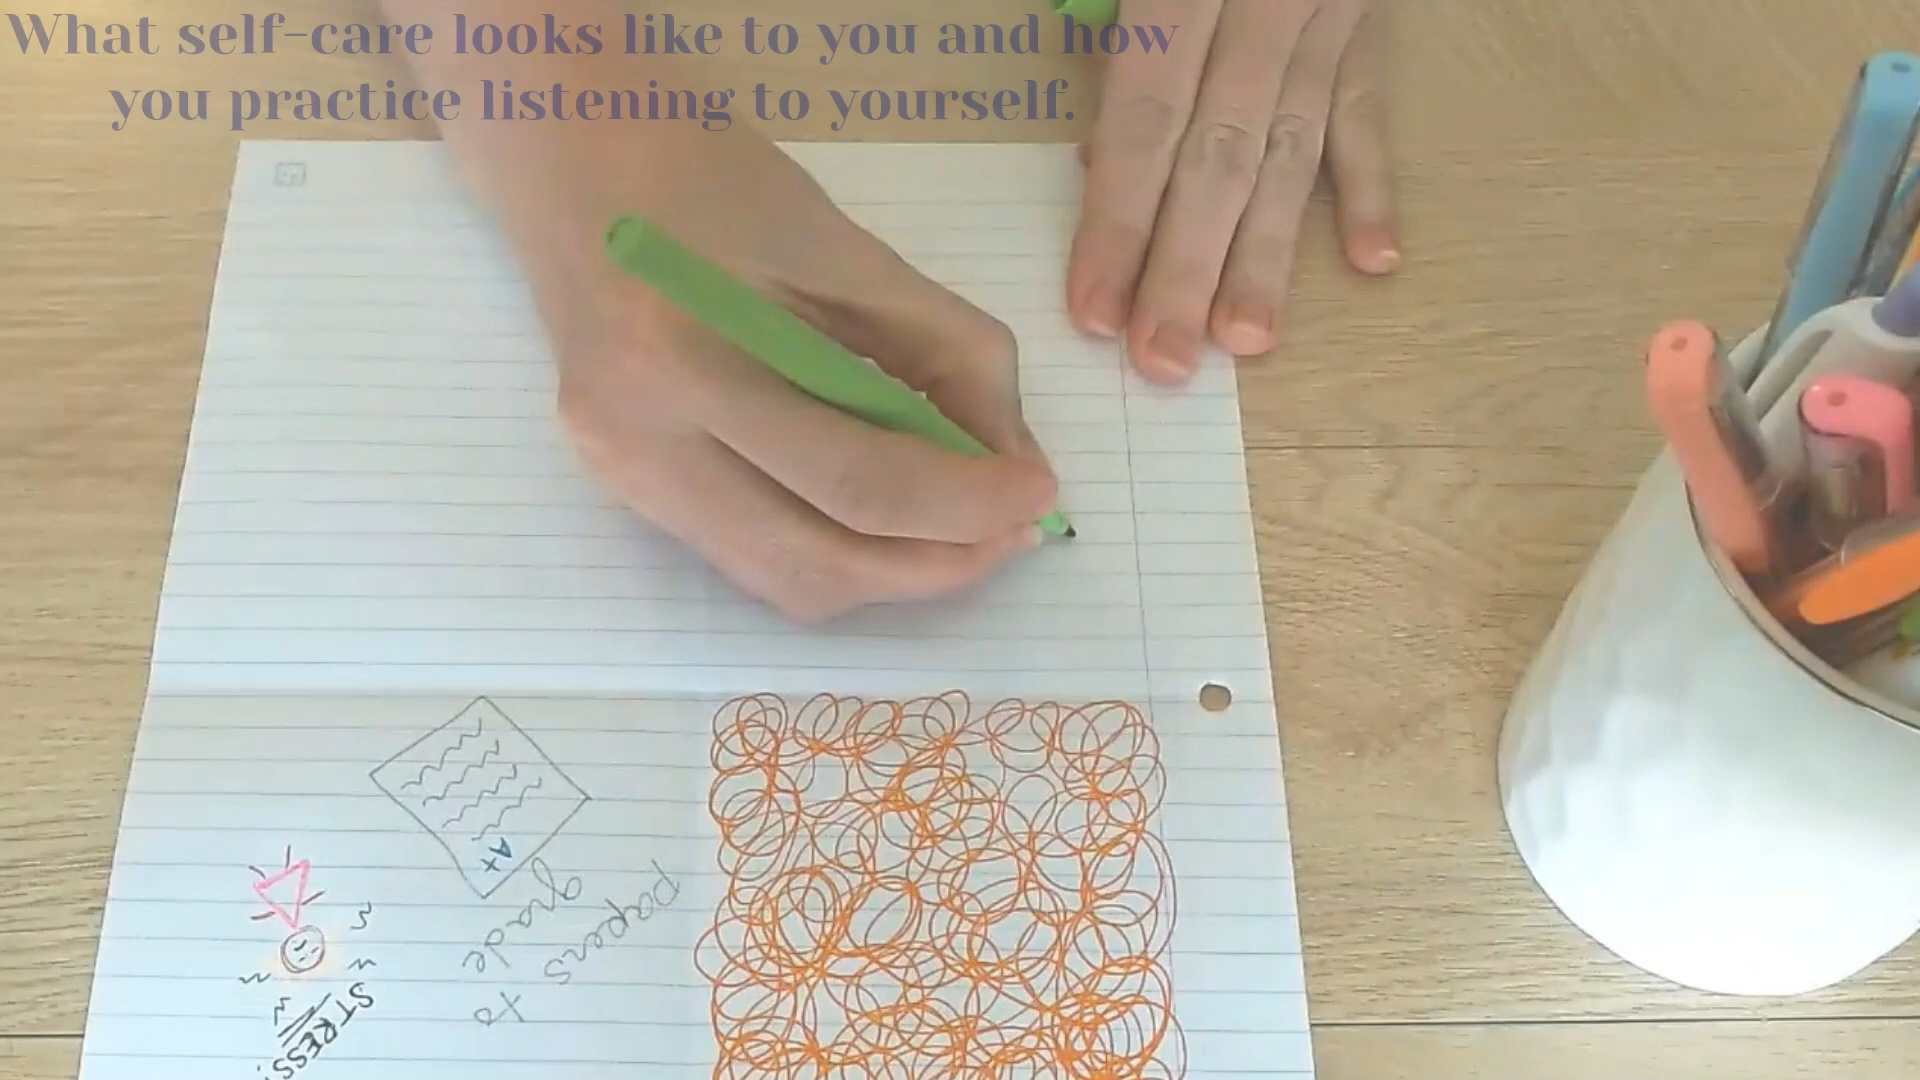 What self-care looks like to you and how
you practice listening to yourself.
A+
papers
to
grade
STRESS!